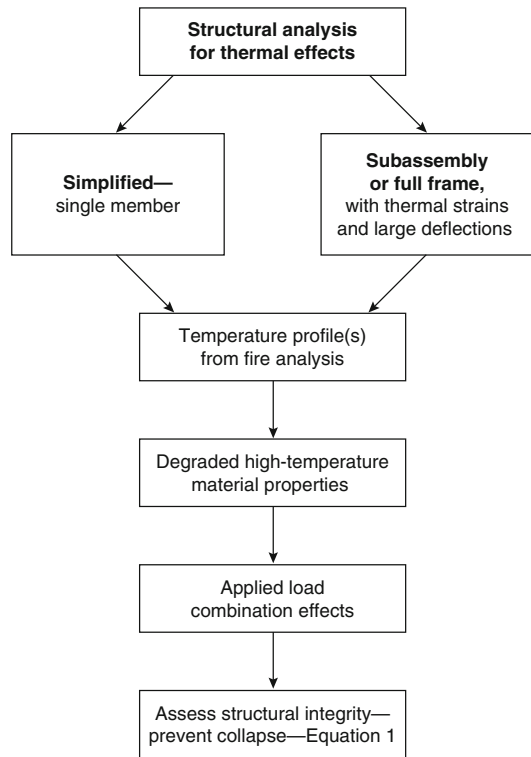 Structural analysis
for thermal effects
Simplified—
single member
Subassembly
or full frame,
with thermal strains
and large deflections
Temperature profile(s)
from fire analysis
Degraded high-temperature
material properties
Applied load
combination effects
Assess structural integrity—
prevent collapse—Equation 1